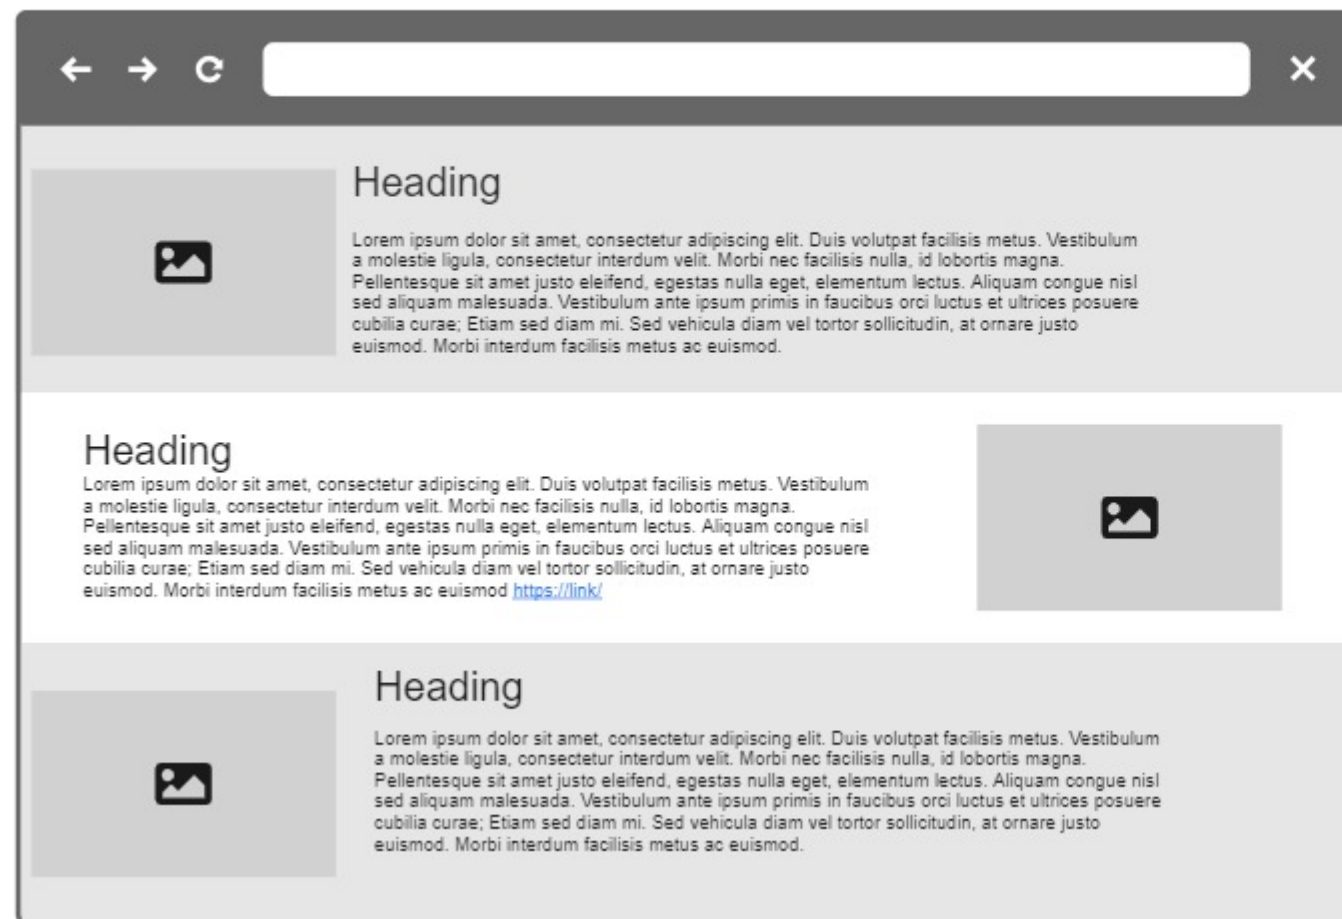 Heading
Lorem ipsum dolor sit amet, consectetur adipiscing elit. Duis volutpat facilisis metus. Vestibulum
a molestie ligula, consectetur interdum velit. Morbi nec facilisis nulla, id lobortis magna.
Pellentesque sit amet justo eleifend, egestas nulla eget, elementum lectus. Aliquam congue nisl
sed aliquam malesuada. Vestibulum ante ipsum primis in faucibus orci luctus et ultrices posuere
cubilia curae; Etiam sed diam mi. Sed vehicula diam vel tortor sollicitudin, at ornare justo
euismod. Morbi interdum facilisis metus ac euismod.
Heading
Lorem ipsum dolor sit amet, consectetur adipiscing elit. Duis volutpat facilisis metus. Vestibulum
a molestie ligula, consectetur interdum velit. Morbi nec facilisis nulla, id lobortis magna.
Pellentesque sit amet justo eleifend, egestas nulla eget, elementum lectus. Aliquam congue nisl
sed aliquam malesuada. Vestibulum ante ipsum primis in faucibus orci luctus et ultrices posuere
cubilia curae; Etiam sed diam mi. Sed vehicula diam vel tortor sollicitudin, at ornare justo
euismod. Morbi interdum facilisis metus ac euismod https://link/
Heading
Lorem ipsum dolor sit amet, consectetur adipiscing elit. Duis volutpat facilisis metus. Vestibulum
a molestie ligula, consectetur interdum velit. Morbi nec facilisis nulla, id lobortis magna.
Pellentesque sit amet justo eleifend, egestas nulla eget, elementum lectus. Aliquam congue nisl
sed aliquam malesuada. Vestibulum ante ipsum primis in faucibus orci luctus et ultrices posuere
cubilia curae; Etiam sed diam mi. Sed vehicula diam vel tortor sollicitudin, at ornare justo
euismod. Morbi interdum facilisis metus ac euismod.